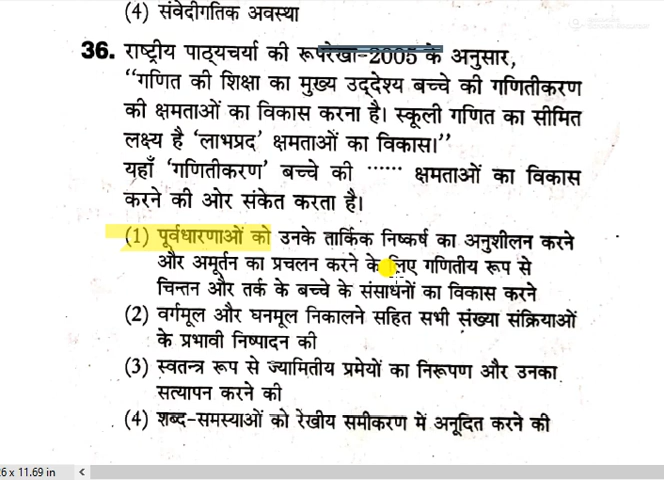 (4) संवेदीगतिक अवस्था
36. राष्ट्रीय पाठ्यचर्या की रूपरेखा-2005 के अनुसार,
“गणित की शिक्षा का मुख्य उद्देश्य बच्चे की गणितीकरण
की क्षमताओं का विकास करना है। स्कूली गणित का सीमित
लक्ष्य है ‘लाभप्रद’ क्षमताओं का विकास।”
यहाँ ‘गणितीकरण’ बच्चे की ...... क्षमताओं का विकास
करने की ओर संकेत करता है।
(1) पूर्वधारणाओं को उनके तार्किक निष्कर्ष का अनुशीलन करने
और अमूर्तन का प्रचलन करने के लिए गणितीय रूप से
चिन्तन और तर्क के बच्चे के संसाधनों का विकास करने
(2) वर्गमूल और घनमूल निकालने सहित सभी संख्या संक्रियाओं
के प्रभावी निष्पादन की
(3) स्वतन्त्र रूप से ज्यामितीय प्रमेयों का निरूपण और उनका
सत्यापन करने की
(4) शब्द-समस्याओं को रेखीय समीकरण में अनूदित करने की
6 x 11.69 in